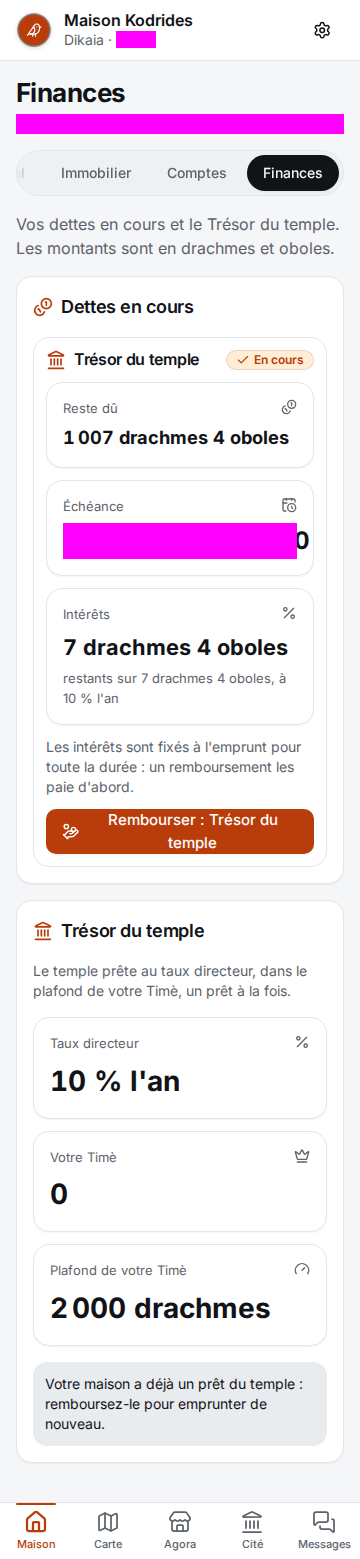 Maison Kodrides
Dikaia ·
Finances
Immobilier Comptes Finances
Vos dettes en cours et le Trésor du temple.
Les montants sont en drachmes et oboles.
Dettes en cours
Trésor du temple En cours
Reste dû
1 007 drachmes 4 oboles
Échéance
0
Intérêts
7 drachmes 4 oboles
restants sur 7 drachmes 4 oboles, à
10 % l'an
Les intérêts sont fixés à l'emprunt pour
toute la durée : un remboursement les
paie d'abord.
Rembourser : Trésor du
temple
Trésor du temple
Le temple prête au taux directeur, dans le
plafond de votre Timè, un prêt à la fois.
Taux directeur
10 % l'an
Votre Timè
0
Plafond de votre Timè
2 000 drachmes
Votre maison a déjà un prêt du temple :
remboursez-le pour emprunter de
nouveau.
Maison Carte Agora Cité Messages